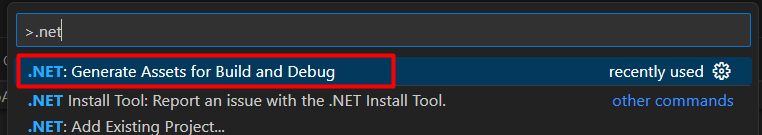 >.net
.NET: Generate Assets for Build and Debug recently used
.NET Install Tool: Report an issue with the .NET Install Tool. other commands
.NET: Add Existing Project...